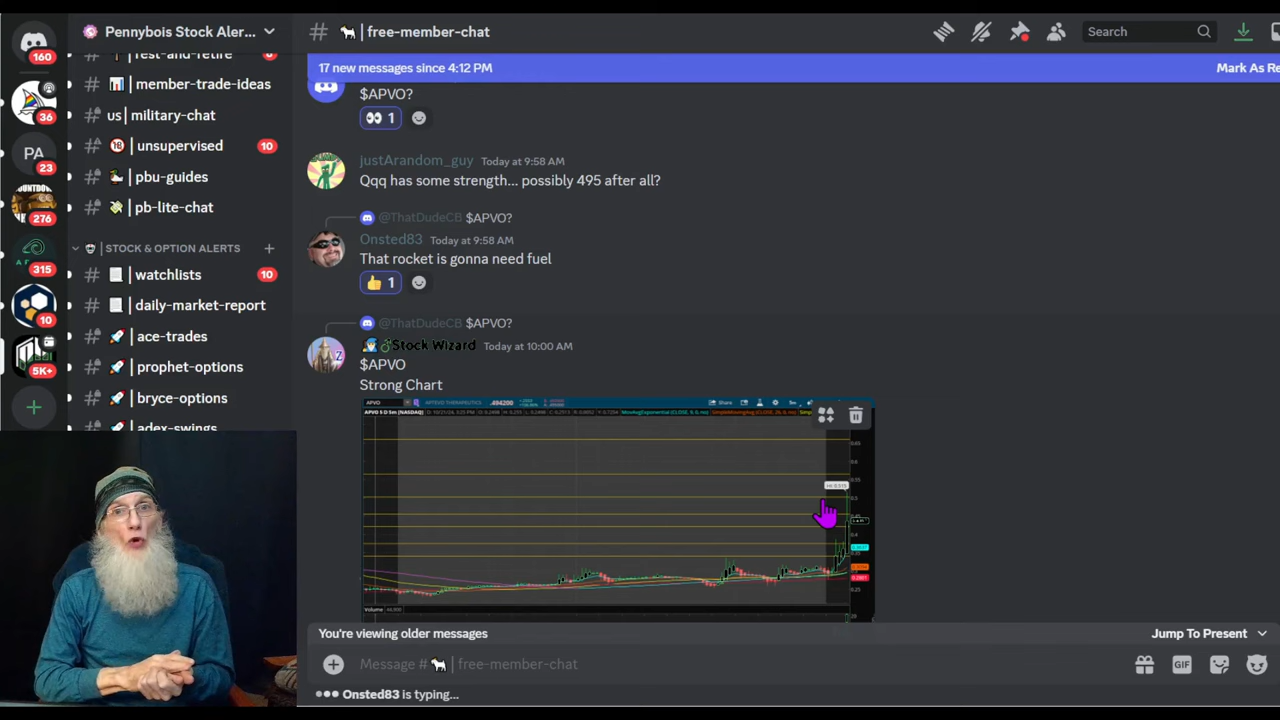 Pennybois Stock Aler...
| free-member-chat
Search
160
17 new messages since 4:12 PM
Mark As Re
| member-trade-ideas
36
us | military-chat
| unsupervised
10
PA
23
| pbu-guides
276
| pb-lite-chat
| STOCK & OPTION ALERTS
315
| watchlists
10
| daily-market-report
10
| ace-trades
5K+
| prophet-options
| bryce-options
$APVO?
1
justArandom_guy Today at 9:58 AM
Qqq has some strength... possibly 495 after all?
@ThatDudeCB $APVO?
Onsted83 Today at 9:58 AM
That rocket is gonna need fuel
1
@ThatDudeCB $APVO?
Stock Wizard Today at 10:00 AM
$APVO
Strong Chart
APVO
Share
Volume
You're viewing older messages
Jump To Present
Message # | free-member-chat
GIF
Onsted83 is typing...